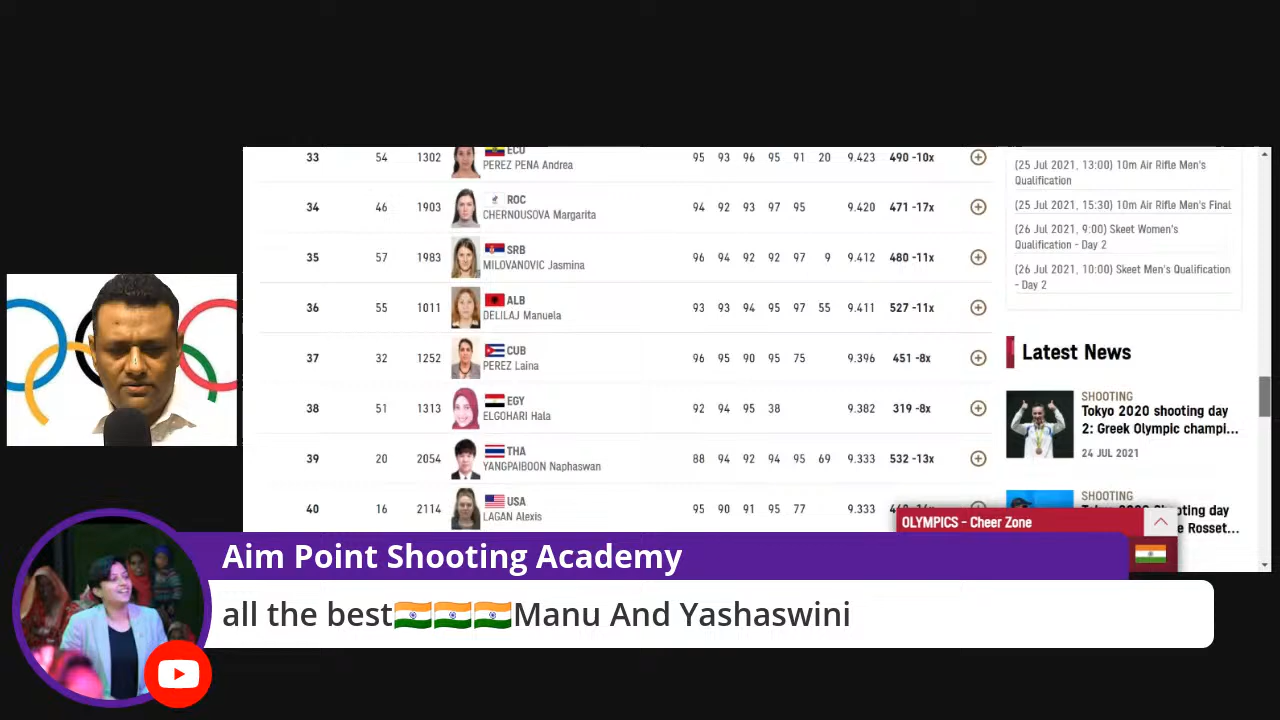 33 54 1302 ECU 95 93 96 95 91 20 9.423 490 -10x
PEREZ PENA Andrea
34 46 1903 ROC 94 92 93 97 95 9.420 471 -17x
CHERNOUSOVA Margarita
35 57 1983 SRB 96 94 92 92 97 9 9.412 480 -11x
MILOVANOVIC Jasmina
36 55 1011 ALB 93 93 94 95 97 55 9.411 527 -11x
DELILAJ Manuela
37 32 1252 CUB 96 95 90 95 75 9.396 451 -8x
PEREZ Laina
38 51 1313 EGY 92 94 95 38 9.382 319 -8x
ELGOHARI Hala
39 20 2054 THA 88 94 92 94 95 69 9.333 532 -13x
YANGPAIBOON Naphaswan
40 16 2114 USA 95 90 91 95 77 9.333
LAGAN Alexis
(25 Jul 2021, 13:00) 10m Air Rifle Men's
Qualification
(25 Jul 2021, 15:30) 10m Air Rifle Men's Final
(26 Jul 2021, 9:00) Skeet Women's
Qualification - Day 2
(26 Jul 2021, 10:00) Skeet Men's Qualification
- Day 2
Latest News
SHOOTING
Tokyo 2020 shooting day
2: Greek Olympic champi...
24 JUL 2021
SHOOTING
Tokyo 2020 Shooting day
Rosset...
OLYMPICS - Cheer Zone
Aim Point Shooting Academy
all the best🇮🇳🇮🇳🇮🇳Manu And Yashaswini